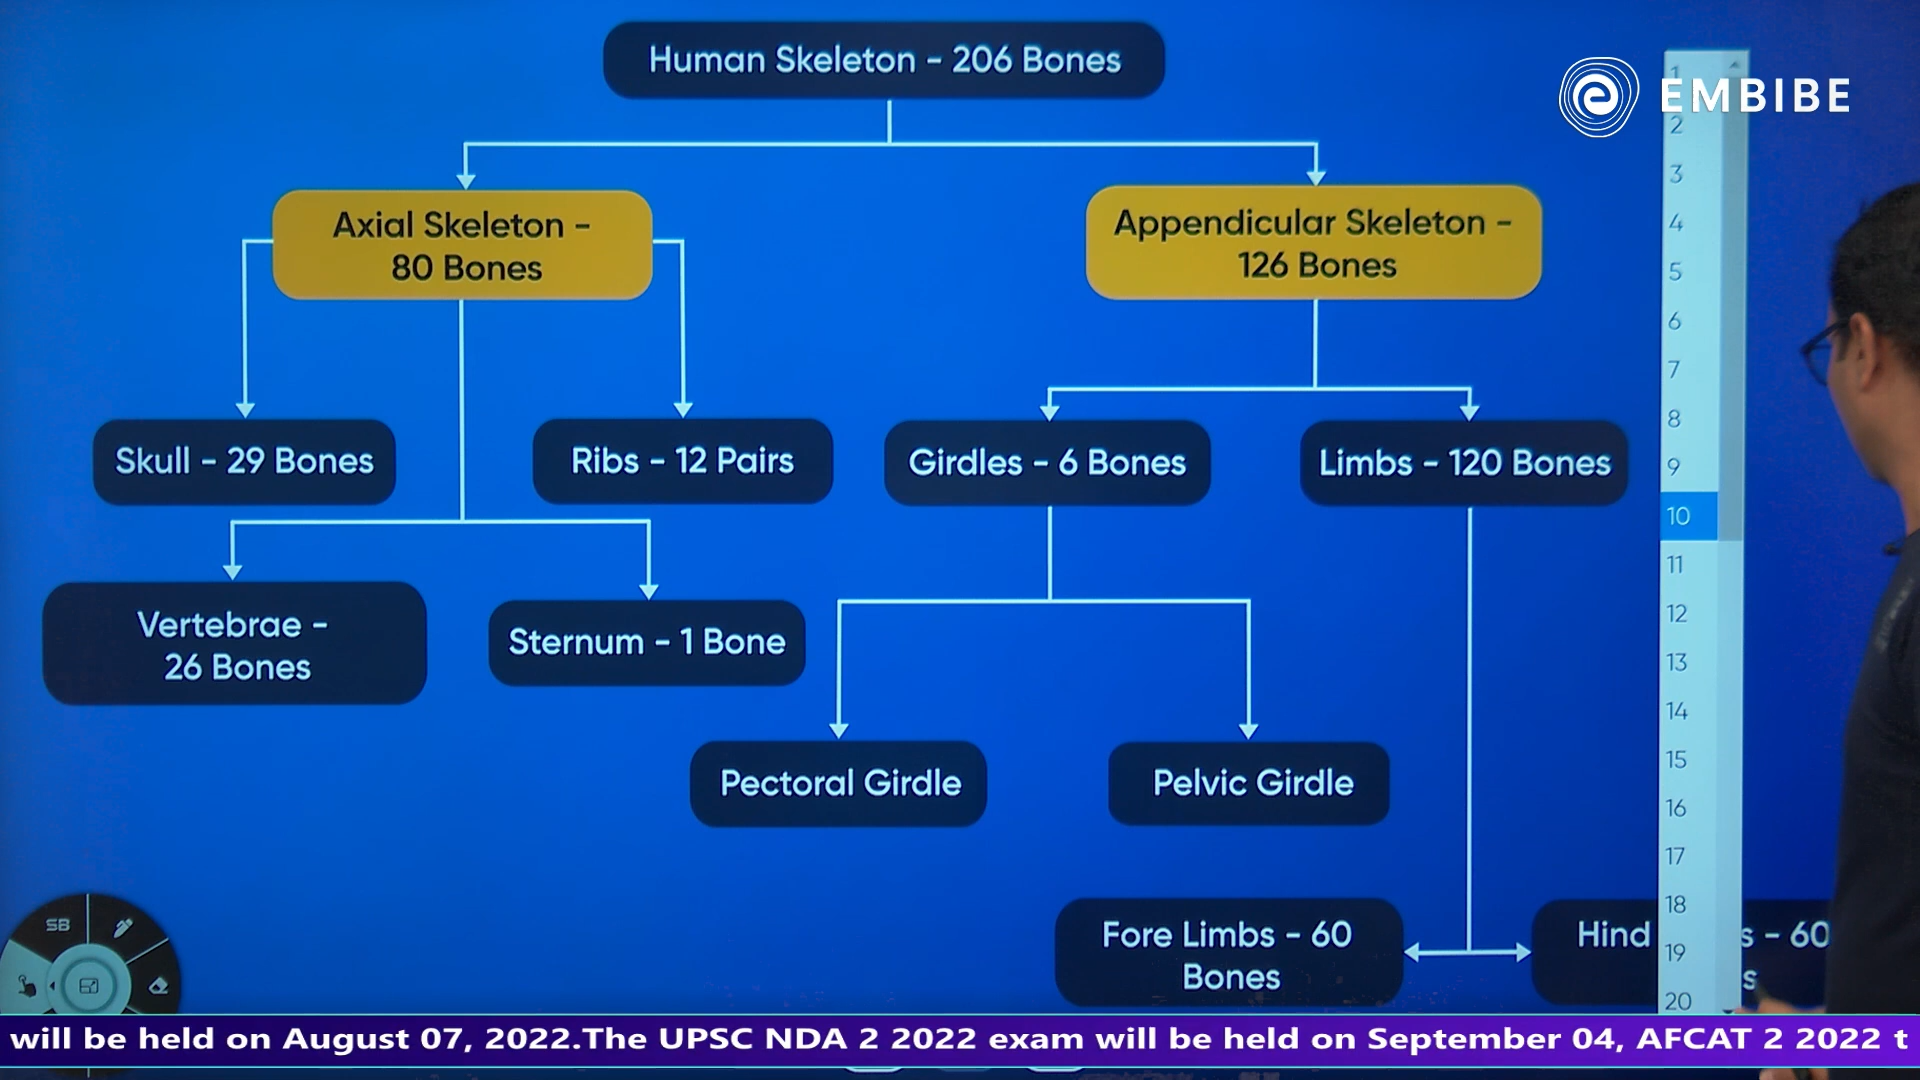 Human Skeleton - 206 Bones
EMBIBE
Axial Skeleton -
80 Bones
Appendicular Skeleton -
126 Bones
Skull - 29 Bones
Ribs - 12 Pairs
Girdles - 6 Bones
Limbs - 120 Bones
Vertebrae -
26 Bones
Sternum - 1 Bone
Pectoral Girdle
Pelvic Girdle
Fore Limbs - 60
Bones
Hind
s - 60
s
1
2
3
4
5
6
7
8
9
10
11
12
13
14
15
16
17
18
19
20
SB
will be held on August 07, 2022.The UPSC NDA 2 2022 exam will be held on September 04, AFCAT 2 2022 t